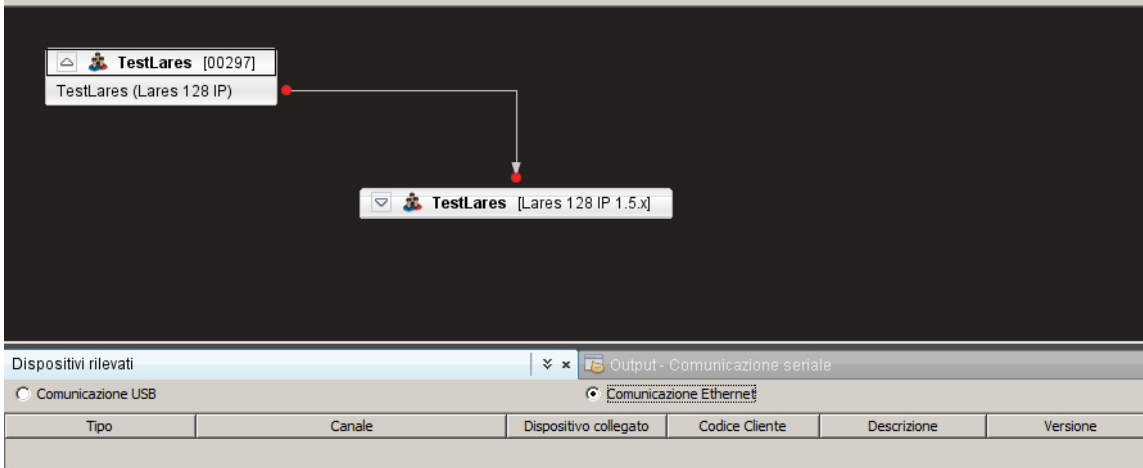 TestLares [00297]
TestLares (Lares 128 IP)
TestLares [Lares 128 IP 1.5.x]
Dispositivi rilevati
Output - Comunicazione seriale
Comunicazione USB
Comunicazione Ethernet
Tipo Canale Dispositivo collegato Codice Cliente Descrizione Versione